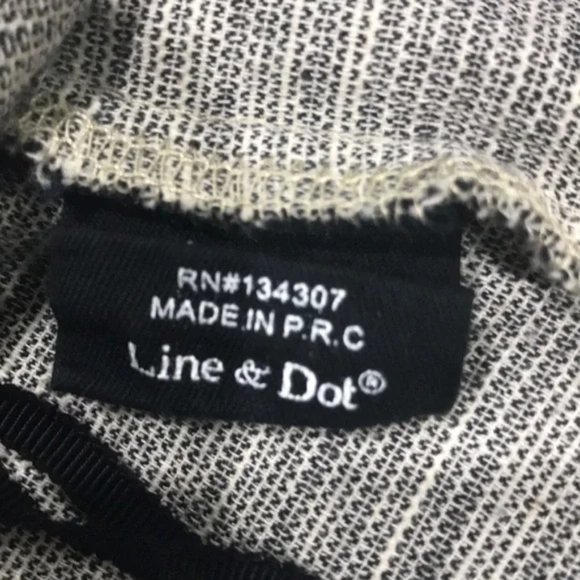 RN#134307
MADE.IN P.R.C
Line & Dot®